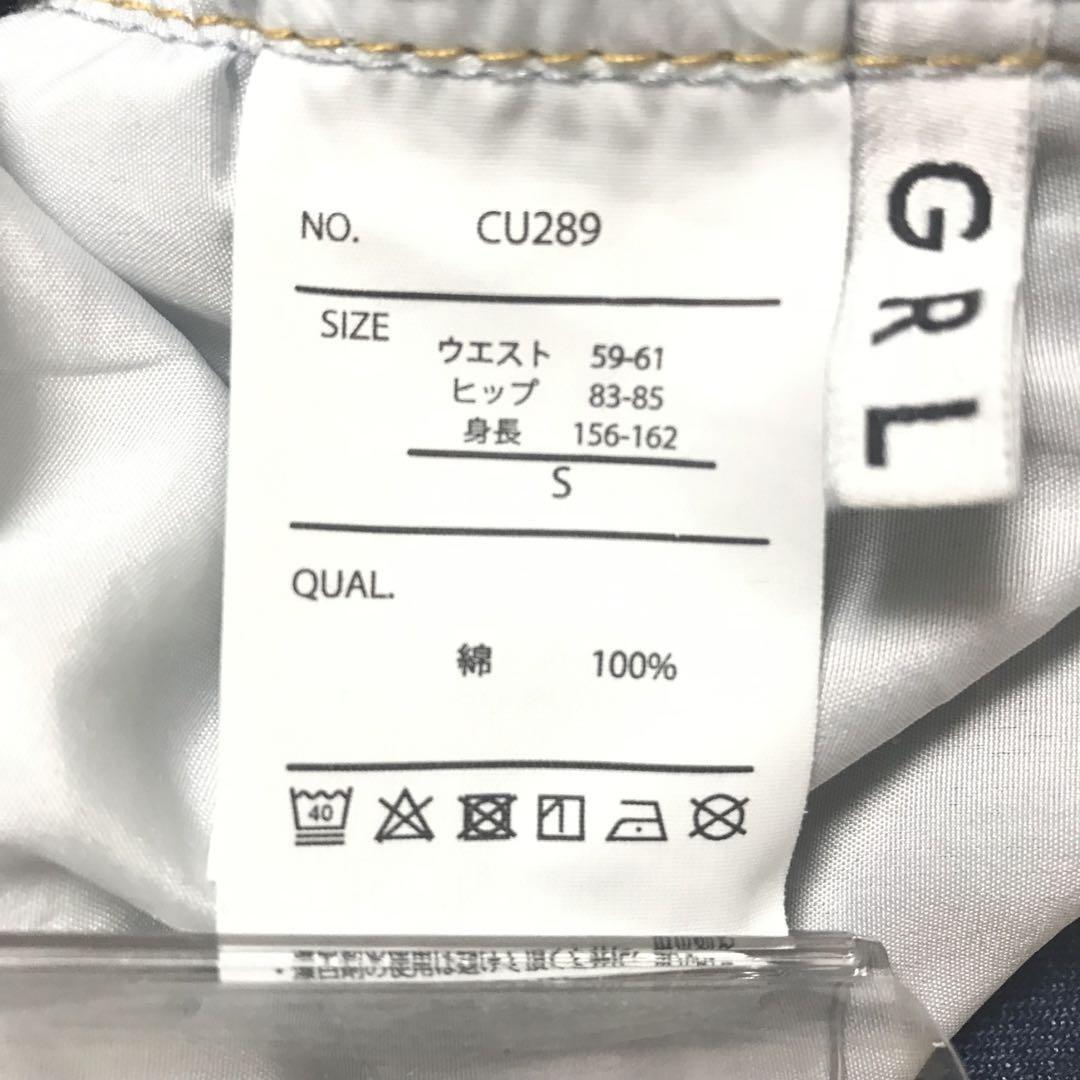 NO. CU289
SIZE
ウエスト 59-61
ヒップ 83-85
身長 156-162
S
QUAL.
綿 100%
40
GRL